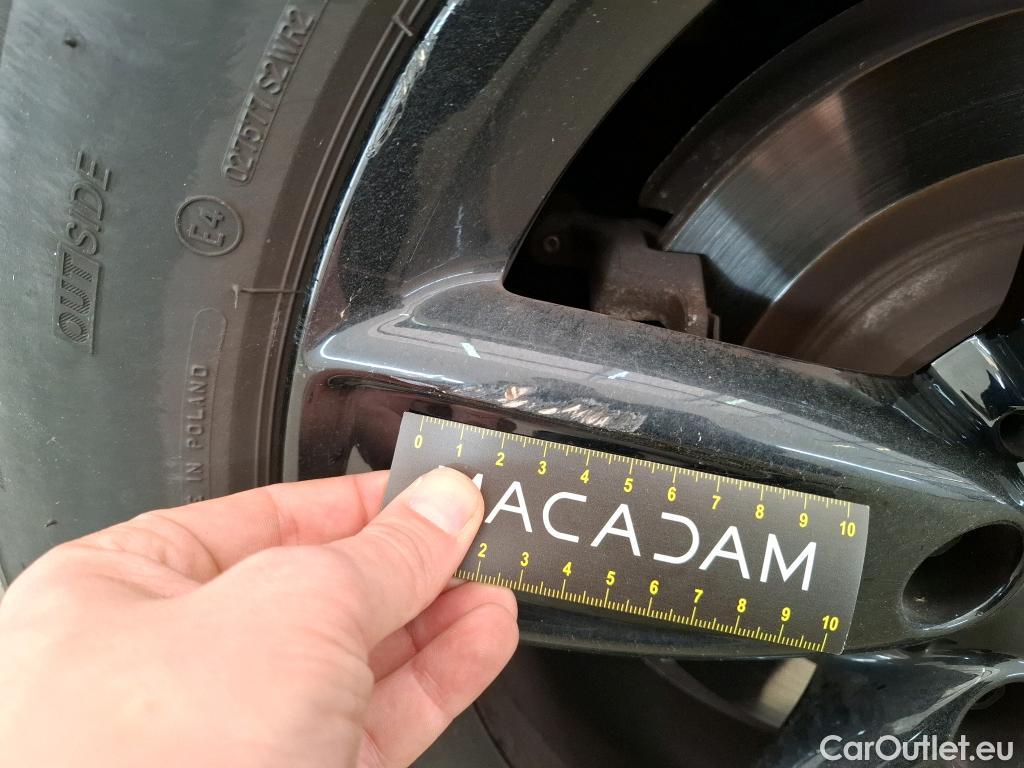 027577 S2WR2
OUTSIDE
E4
E IN POLAND
0 1 2 3 4 5 6 7 8 9 10
MACADAM
2 3 4 5 6 7 8 9 10
CarOutlet.eu